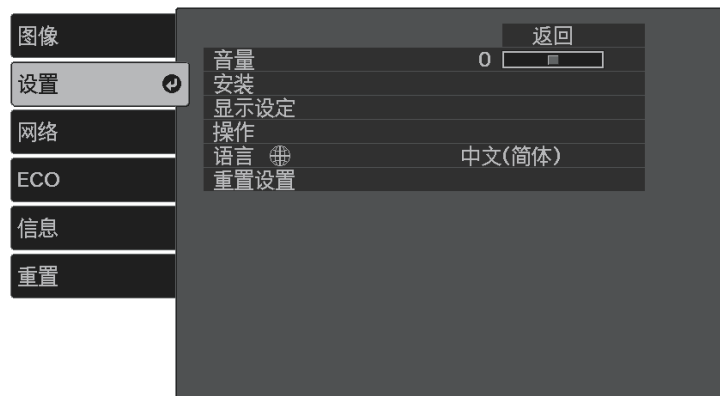 图像
设置
网络
ECO
信息
重置
返回
音量 0
安装
显示设定
操作
语言 中文(简体)
重置设置